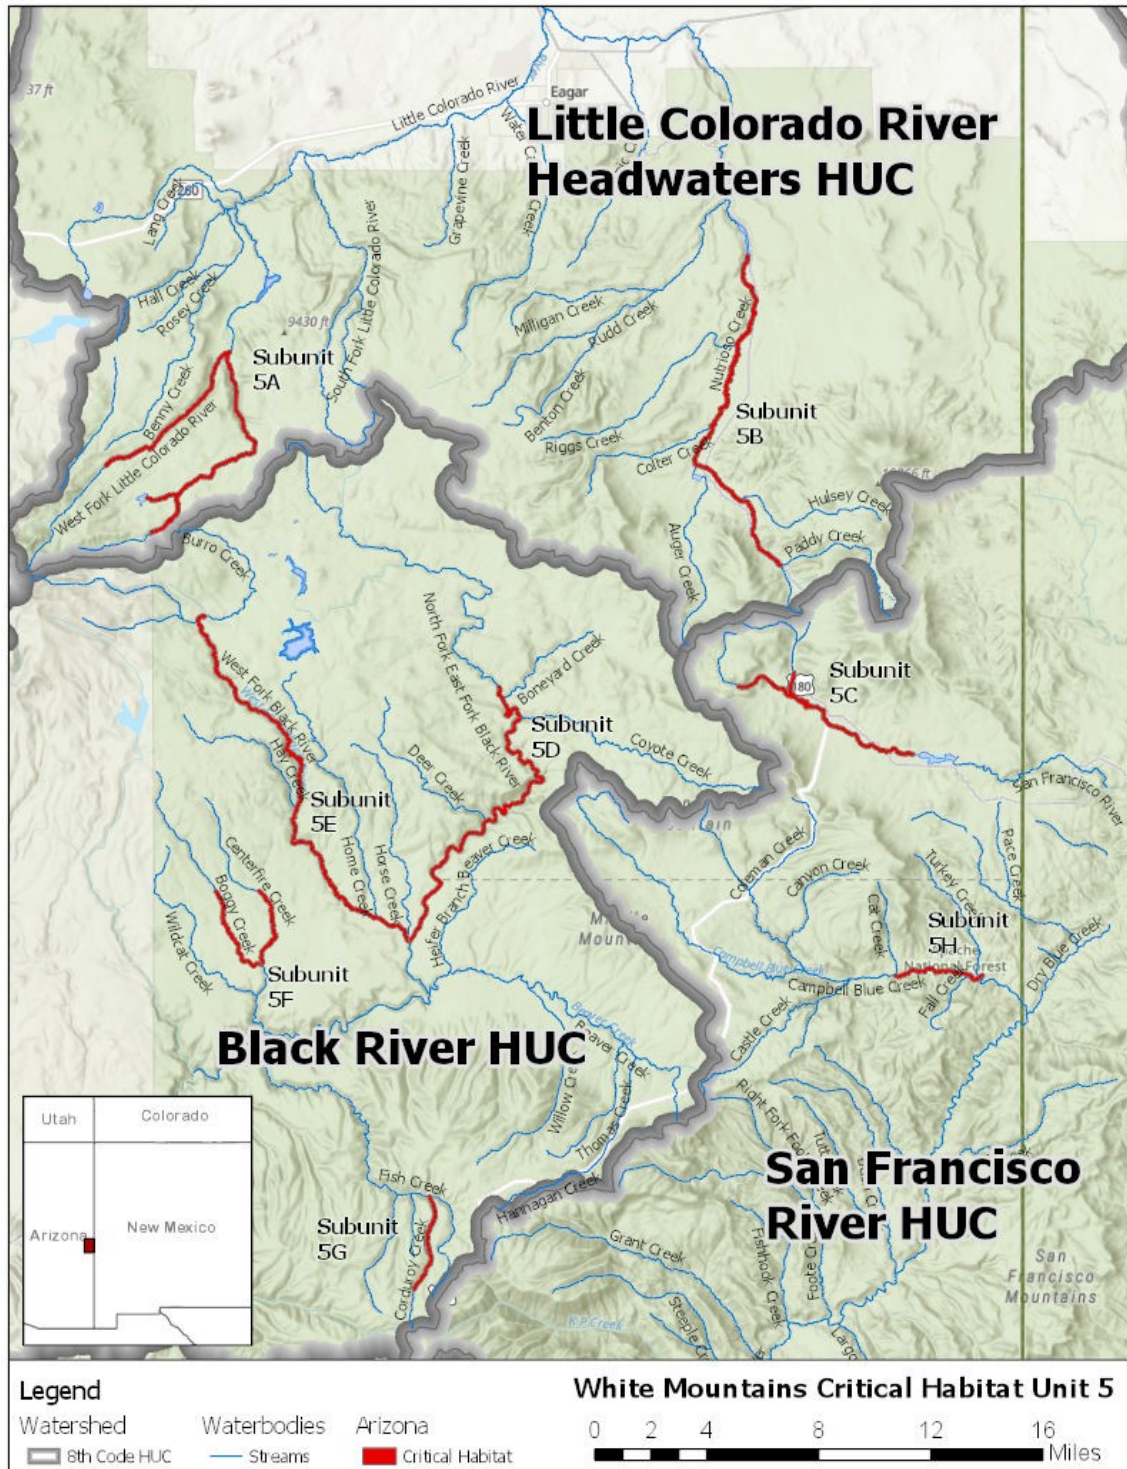 37 ft
Little Colorado River
Eagar
Little Colorado River
Headwaters HUC
260
Lang Creek
Grapevine Creek
South Fork Little Colorado River
Hall Creek
Rosey Creek
9430 ft
Milligan Creek
Rudd Creek
Nutrioso Creek
Subunit
5A
Benny Creek
West Fork Little Colorado River
Benton Creek
Subunit
5B
Riggs Creek
Colter Creek
Hulsey Creek
Auger Creek
Paddy Creek
Burro Creek
North Fork East Fork Black River
Boneyard Creek
Subunit
5C
180
West Fork Black River
Subunit
5D
Coyote Creek
San Francisco River
Hay Creek
Deer Creek
Subunit
5E
Home Creek
Horse Creek
Heifer Branch Beaver Creek
Coleman Creek
Canyon Creek
Turkey Creek
Pace Creek
Centerfire Creek
Boggy Creek
Wildcat Creek
Cat Creek
Subunit
5H
National Forest
Dry Blue Creek
Subunit
5F
Campbell Blue Creek
Campbell Blue Creek
Fall Creek
Castle Creek
Black River HUC
Beaver Creek
Beaver Creek
Willow Creek
Thomas Creek
Utah
Colorado
Arizona
New Mexico
San Francisco
River HUC
Fish Creek
Hannagan Creek
Subunit
5G
Corduroy Creek
Grant Creek
Fishhook Creek
Foote Creek
San
Francisco
Mountains
K P Creek
Legend
White Mountains Critical Habitat Unit 5
Watershed Waterbodies Arizona
8th Code HUC Streams Critical Habitat
0 2 4 8 12 16
Miles